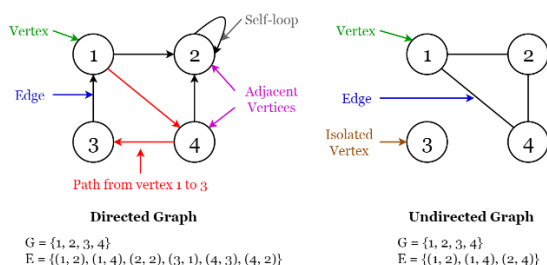 Vertex
Self-loop
1
2
Edge
Adjacent
Vertices
3
4
Path from vertex 1 to 3
Directed Graph
G = {1, 2, 3, 4}
E = {(1, 2), (1, 4), (2, 2), (3, 1), (4, 3), (4, 2)}
Vertex
1
2
Edge
Isolated
Vertex
3
4
Undirected Graph
G = {1, 2, 3, 4}
E = {(1, 2), (1, 4), (2, 4)}